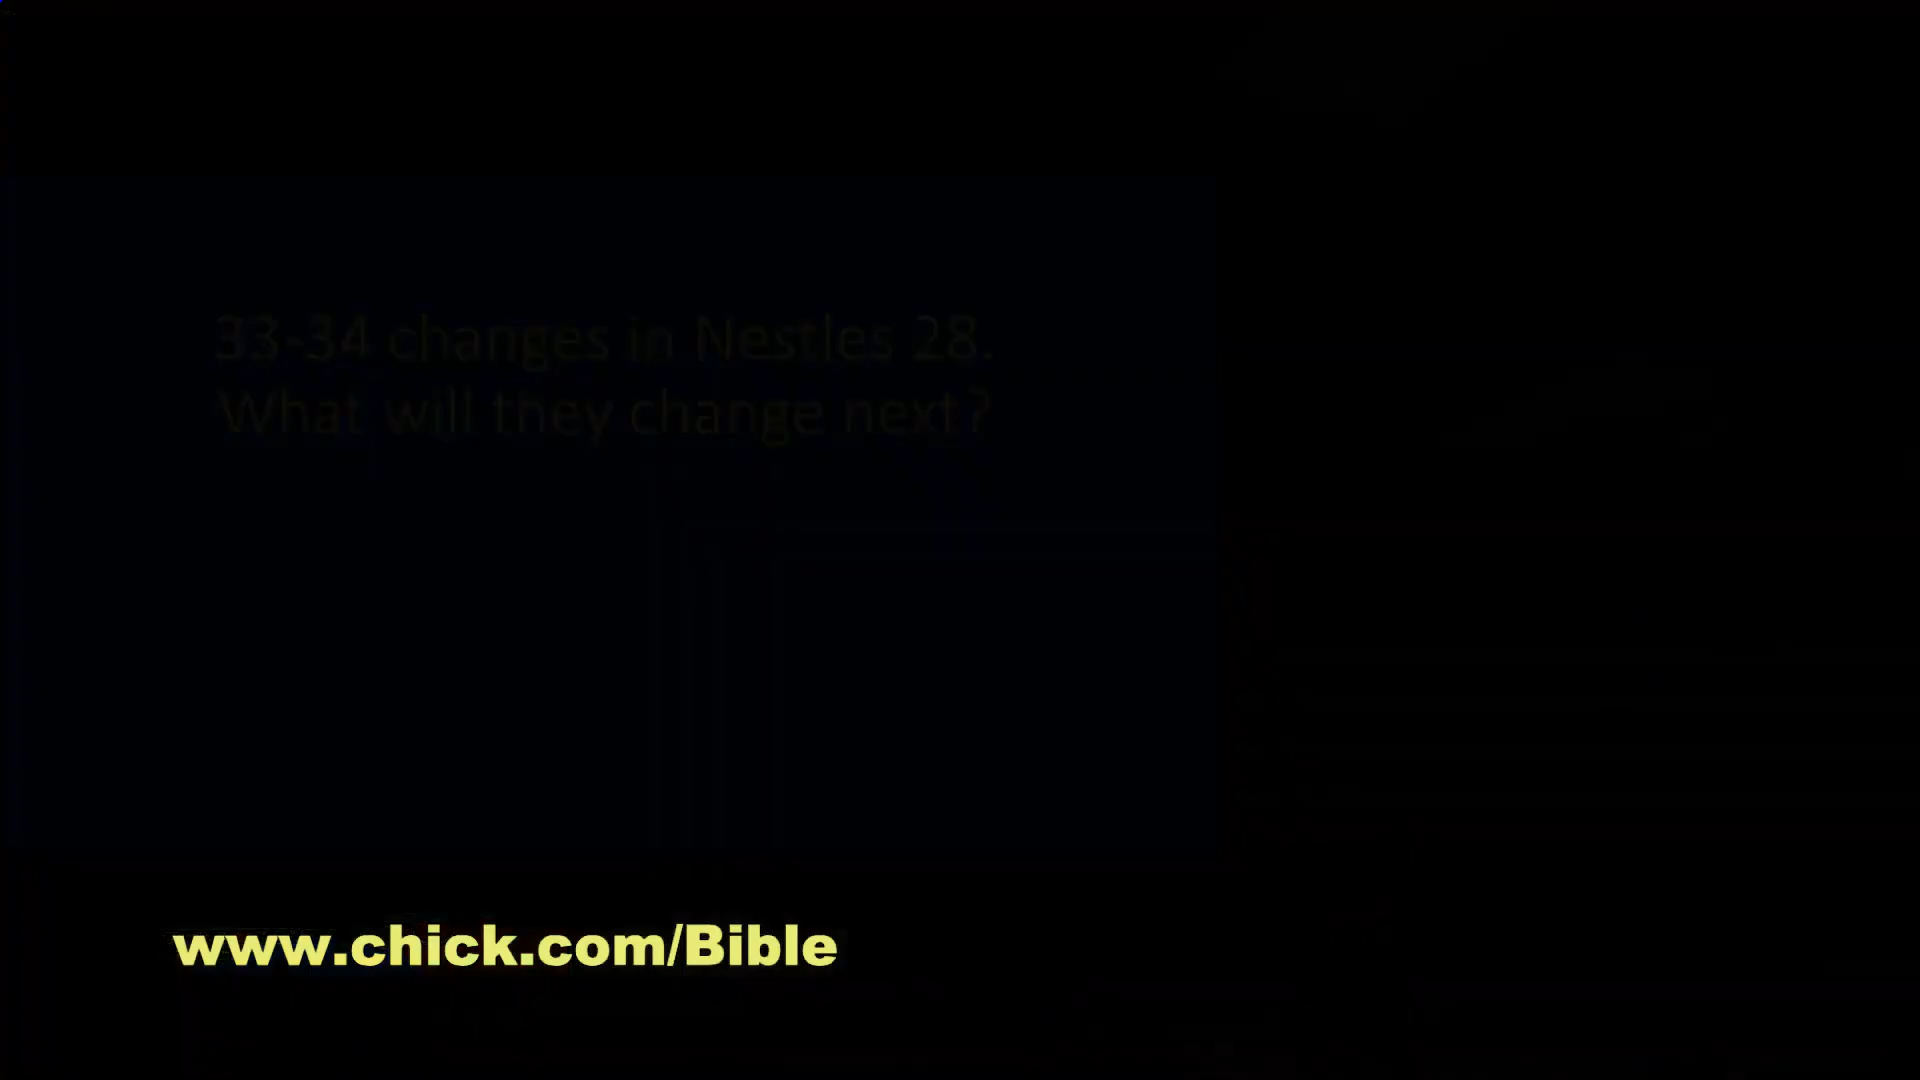 33-34 changes in Nestles 28.
What will they change next?
www.chick.com/Bible